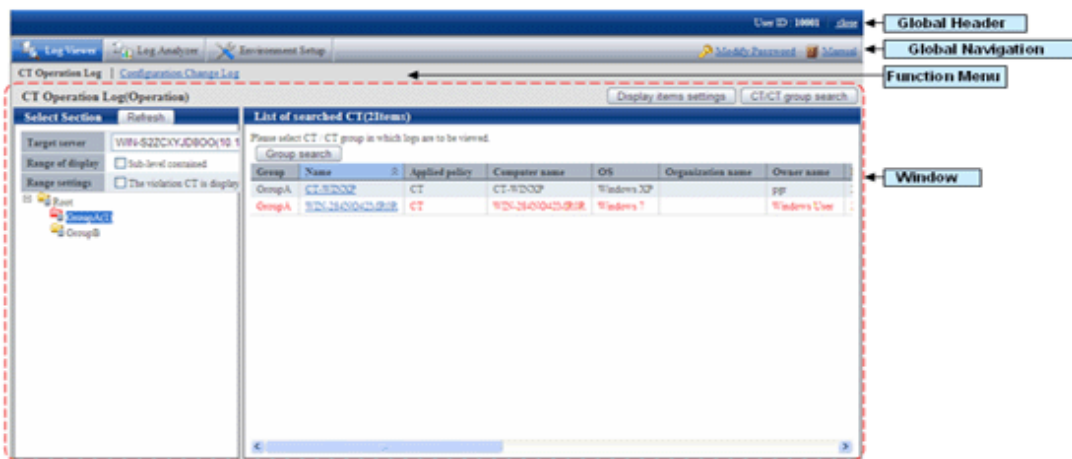 User ID : 10001 close
Global Header
Log Viewer Log Analyzer Environment Setup Modify Password Manual
Global Navigation
CT Operation Log | Configuration Change Log
Function Menu
CT Operation Log(Operation) Display items settings CT/CT group search
Select Section Refresh
List of searched CT(2Items)
Target server
Please select CT / CT group in which logs are to be viewed.
Group search
Range of display Sub-level contained
Range settings The violation CT is display
Group Name Applied policy Computer name OS Organization name Owner name
Window
GroupA CT-WINXP CT CT-WINXP Windows XP
GroupA CT Windows 7 Windows User
Root
GroupA(1)
GroupB